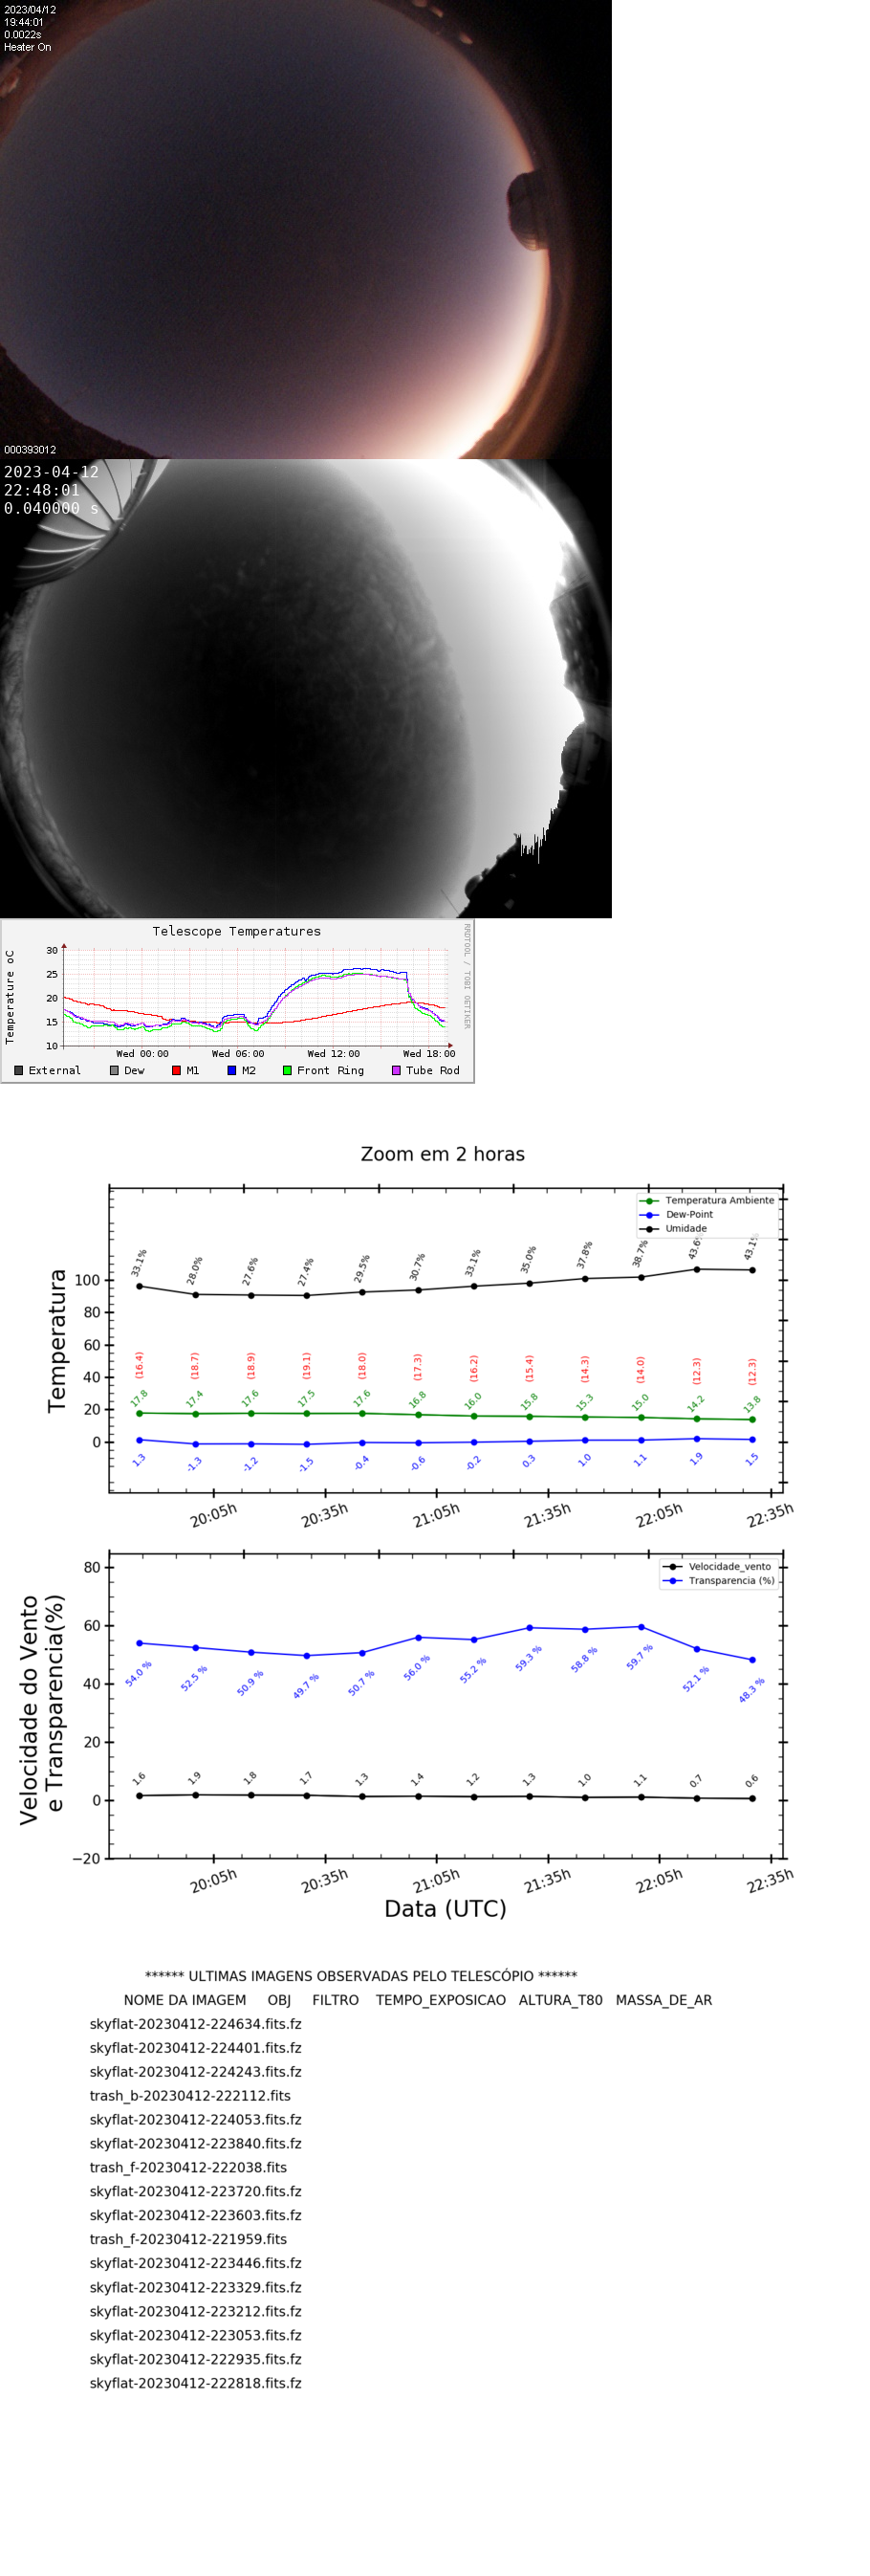 2023/04/12
19:44:01
0.0022s
Heater On
000393012
2023-04-12
22:48:01
0.040000 s
Telescope Temperatures
RRDTOOL / TOBI OETIKER
Temperature oC
30
25
20
15
10
Wed 00:00 Wed 06:00 Wed 12:00 Wed 18:00
External Dew M1 M2 Front Ring Tube Rod
Zoom em 2 horas
Temperatura Ambiente
Dew-Point
Umidade
Temperatura
100
80
60
40
20
0
33.1% 28.0% 27.6% 27.4% 29.5% 30.7% 33.1% 35.0% 37.8% 38.7% 43.6% 43.1%
(16.4) (18.7) (18.9) (19.1) (18.0) (17.3) (16.2) (15.4) (14.3) (14.0) (12.3) (12.3)
17.8 17.4 17.6 17.5 17.6 16.8 16.0 15.8 15.3 15.0 14.2 13.8
1.3 -1.3 -1.2 -1.5 -0.4 -0.6 -0.2 0.3 1.0 1.1 1.9 1.5
20:05h 20:35h 21:05h 21:35h 22:05h 22:35h
Velocidade_vento
Transparencia (%)
Velocidade do Vento
e Transparencia(%)
80
60
40
20
0
−20
54.0 % 52.5 % 50.9 % 49.7 % 50.7 % 56.0 % 55.2 % 59.3 % 58.8 % 59.7 % 52.1 % 48.3 %
1.6 1.9 1.8 1.7 1.3 1.4 1.2 1.3 1.0 1.1 0.7 0.6
20:05h 20:35h 21:05h 21:35h 22:05h 22:35h
Data (UTC)
****** ULTIMAS IMAGENS OBSERVADAS PELO TELESCÓPIO ******
NOME DA IMAGEM OBJ FILTRO TEMPO_EXPOSICAO ALTURA_T80 MASSA_DE_AR
skyflat-20230412-224634.fits.fz
skyflat-20230412-224401.fits.fz
skyflat-20230412-224243.fits.fz
trash_b-20230412-222112.fits
skyflat-20230412-224053.fits.fz
skyflat-20230412-223840.fits.fz
trash_f-20230412-222038.fits
skyflat-20230412-223720.fits.fz
skyflat-20230412-223603.fits.fz
trash_f-20230412-221959.fits
skyflat-20230412-223446.fits.fz
skyflat-20230412-223329.fits.fz
skyflat-20230412-223212.fits.fz
skyflat-20230412-223053.fits.fz
skyflat-20230412-222935.fits.fz
skyflat-20230412-222818.fits.fz